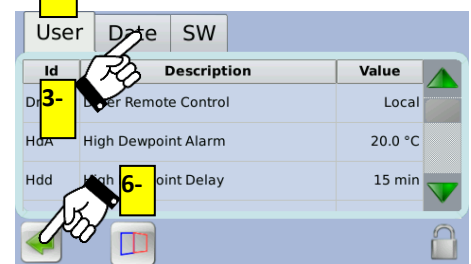 User Date SW
Id Description Value
3-
Remote Control Local
HdA High Dewpoint Alarm 20.0 °C
Hdd High Delay 15 min
6-